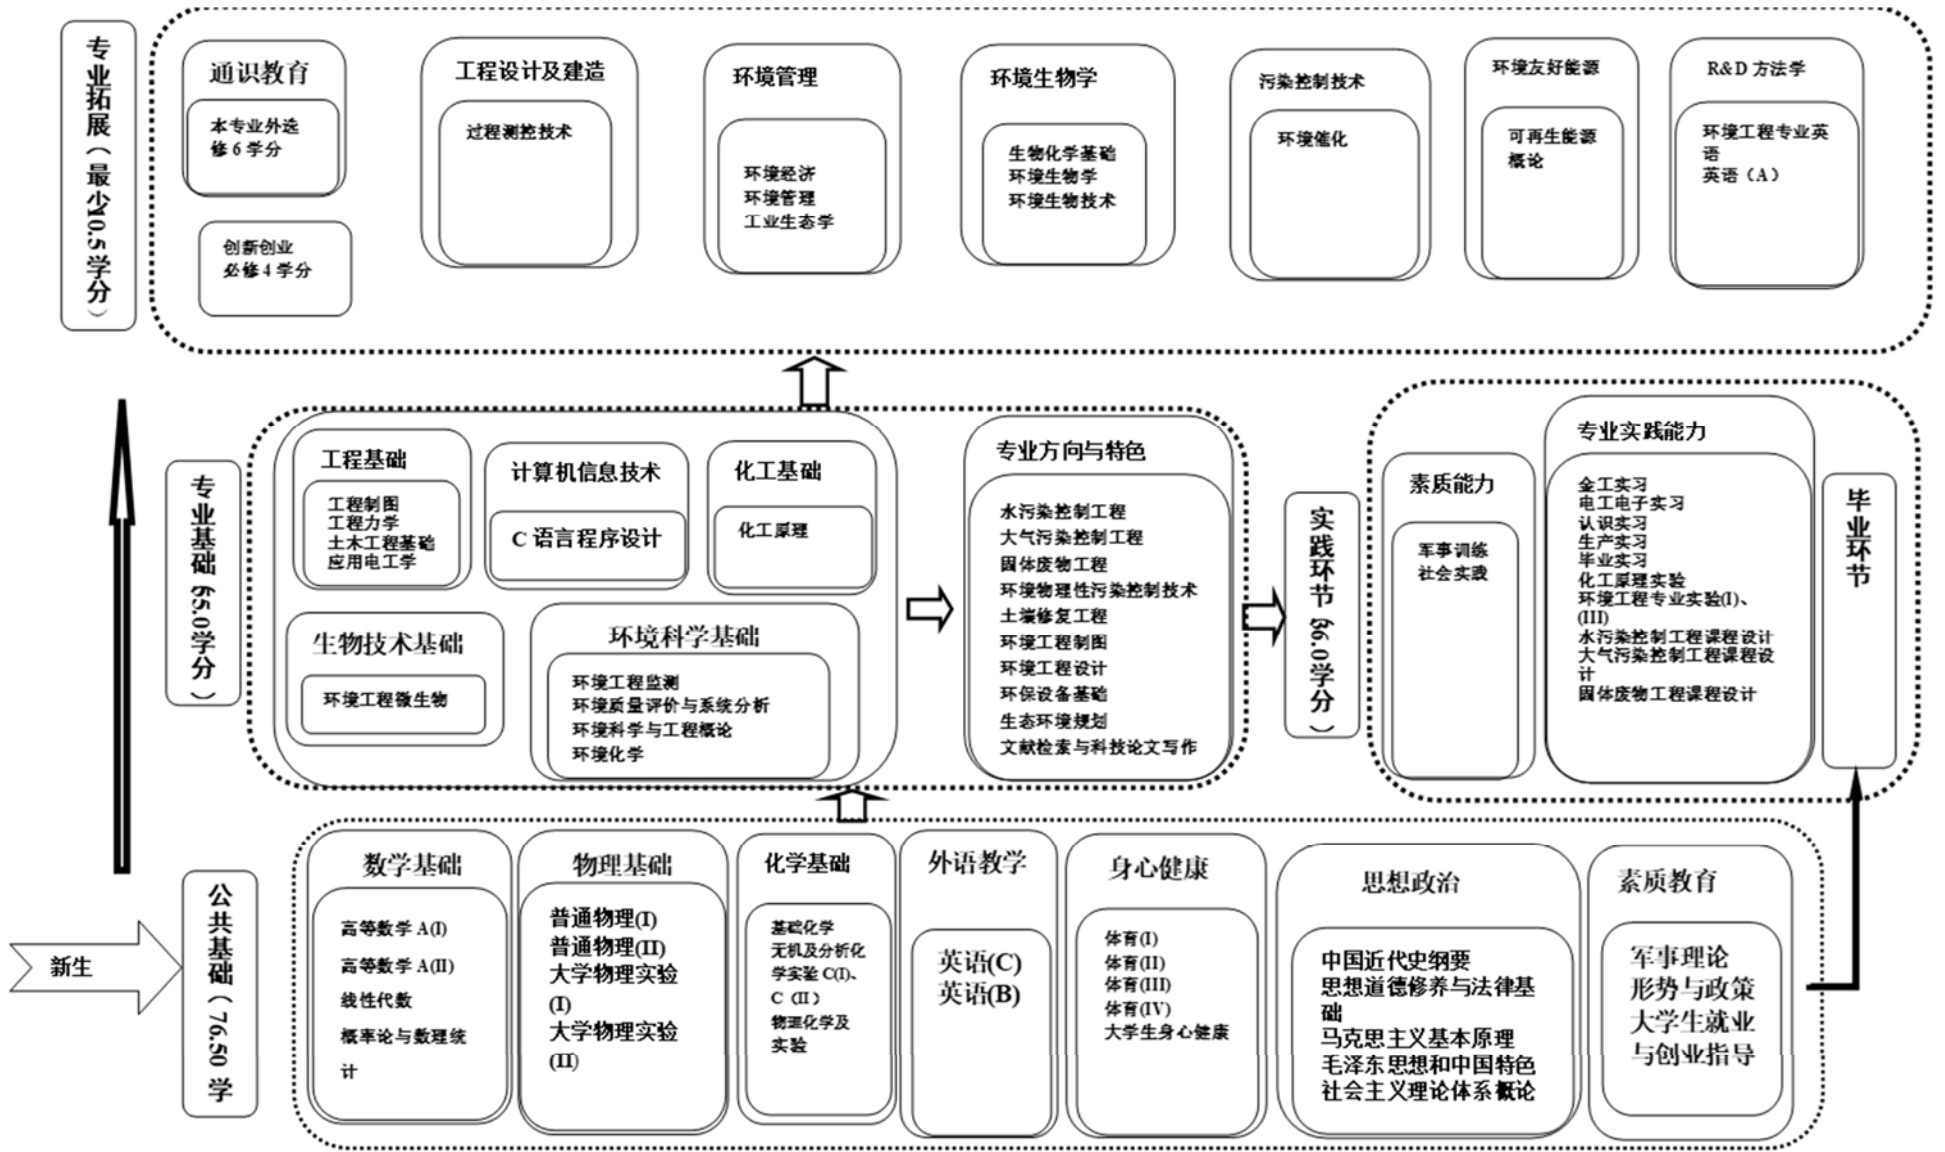 专业拓展（最少10.5学分）
通识教育
本专业外选
修 6 学分
创新创业
必修 4 学分
工程设计及建造
过程测控技术
环境管理
环境经济
环境管理
工业生态学
环境生物学
生物化学基础
环境生物学
环境生物技术
污染控制技术
环境催化
环境友好能源
可再生能源
概论
R&D 方法学
环境工程专业英
语
英语（A）
专业基础（65.0学分）
工程基础
工程制图
工程力学
土木工程基础
应用电工学
计算机信息技术
C 语言程序设计
化工基础
化工原理
生物技术基础
环境工程微生物
环境科学基础
环境工程监测
环境质量评价与系统分析
环境科学与工程概论
环境化学
专业方向与特色
水污染控制工程
大气污染控制工程
固体废物工程
环境物理性污染控制技术
土壤修复工程
环境工程制图
环境工程设计
环保设备基础
生态环境规划
文献检索与科技论文写作
实践环节（36.0学分）
素质能力
军事训练
社会实践
专业实践能力
金工实习
电工电子实习
认识实习
生产实习
毕业实习
化工原理实验
环境工程专业实验(I)、
(III)
水污染控制工程课程设计
大气污染控制工程课程设
计
固体废物工程课程设计
毕业环节
新生
公共基础（76.50 学
数学基础
高等数学 A(I)
高等数学 A(II)
线性代数
概率论与数理统
计
物理基础
普通物理(I)
普通物理(II)
大学物理实验
(I)
大学物理实验
(II)
化学基础
基础化学
无机及分析化
学实验 C(I)、
C（II）
物理化学及
实验
外语教学
英语(C)
英语(B)
身心健康
体育(I)
体育(II)
体育(III)
体育(IV)
大学生身心健康
思想政治
中国近代史纲要
思想道德修养与法律基
础
马克思主义基本原理
毛泽东思想和中国特色
社会主义理论体系概论
素质教育
军事理论
形势与政策
大学生就业
与创业指导